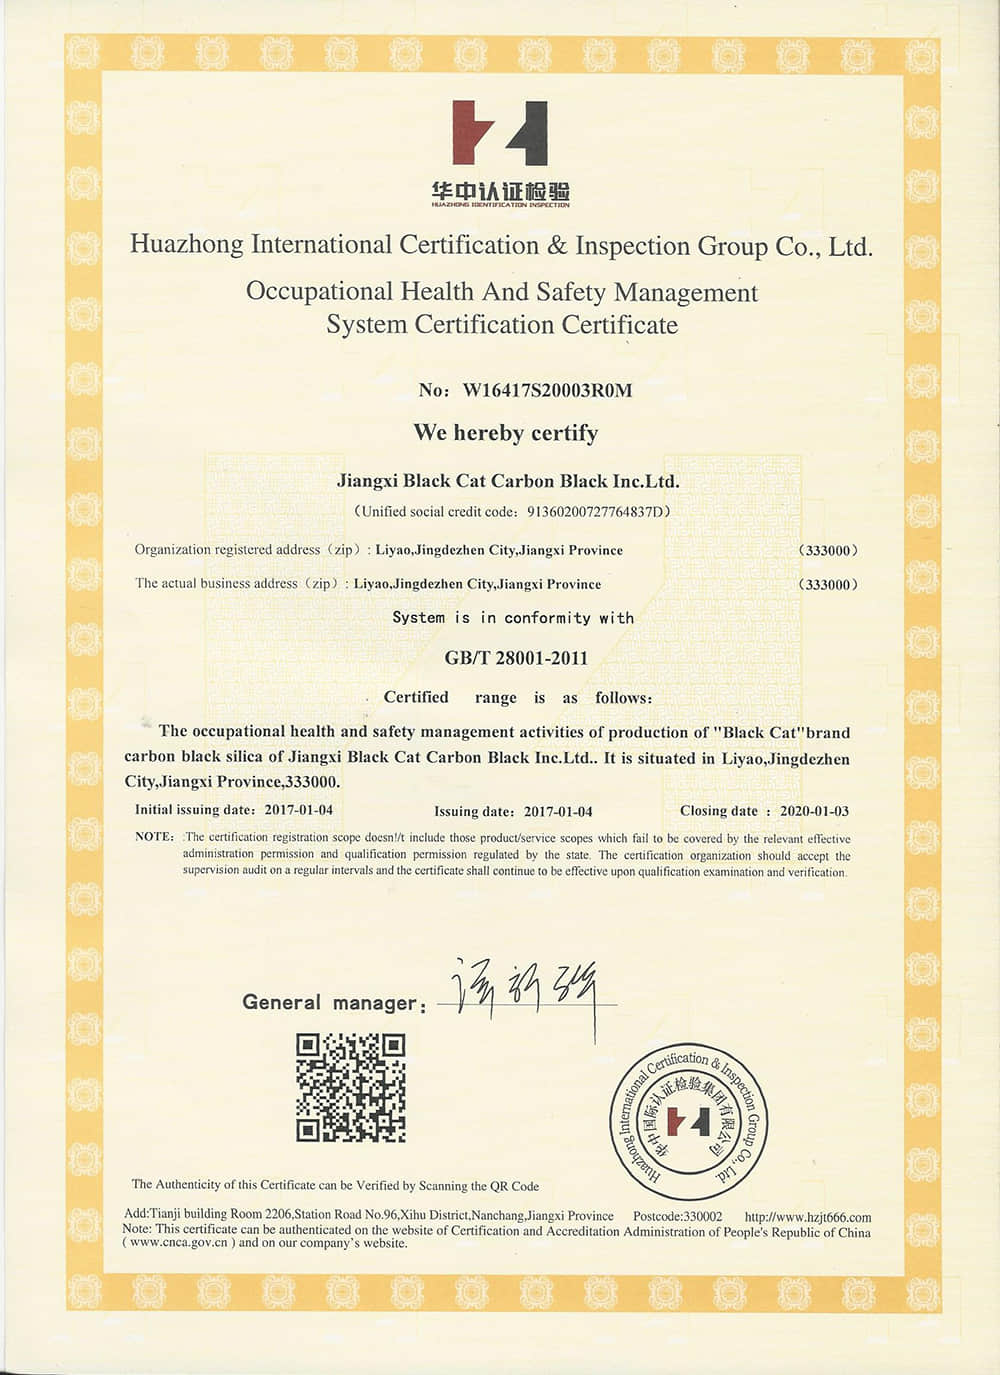 华中认证检验
HUAZHONG IDENTIFICATION INSPECTION
Huazhong International Certification & Inspection Group Co., Ltd.
Occupational Health And Safety Management
System Certification Certificate
No: W16417S20003R0M
We hereby certify
Jiangxi Black Cat Carbon Black Inc.Ltd.
(Unified social credit code: 91360200727764837D)
Organization registered address (zip) : Liyao,Jingdezhen City,Jiangxi Province (333000)
The actual business address (zip) : Liyao,Jingdezhen City,Jiangxi Province (333000)
System is in conformity with
GB/T 28001-2011
Certified range is as follows:
The occupational health and safety management activities of production of "Black Cat"brand
carbon black silica of Jiangxi Black Cat Carbon Black Inc.Ltd.. It is situated in Liyao,Jingdezhen
City,Jiangxi Province,333000.
Initial issuing date: 2017-01-04 Issuing date: 2017-01-04 Closing date : 2020-01-03
NOTE: :The certification registration scope doesn!/t include those product/service scopes which fail to be covered by the relevant effective
administration permission and qualification permission regulated by the state. The certification organization should accept the
supervision audit on a regular intervals and the certificate shall continue to be effective upon qualification examination and verification.
General manager:
Huazhong International Certification & Inspection Group Co., Ltd.
华中国际认证检验集团有限公司
The Authenticity of this Certificate can be Verified by Scanning the QR Code
Add:Tianji building Room 2206,Station Road No.96,Xihu District,Nanchang,Jiangxi Province Postcode:330002 http://www.hzjt666.com
Note: This certificate can be authenticated on the website of Certification and Accreditation Administration of People's Republic of China
( www.cnca.gov.cn ) and on our company's website.